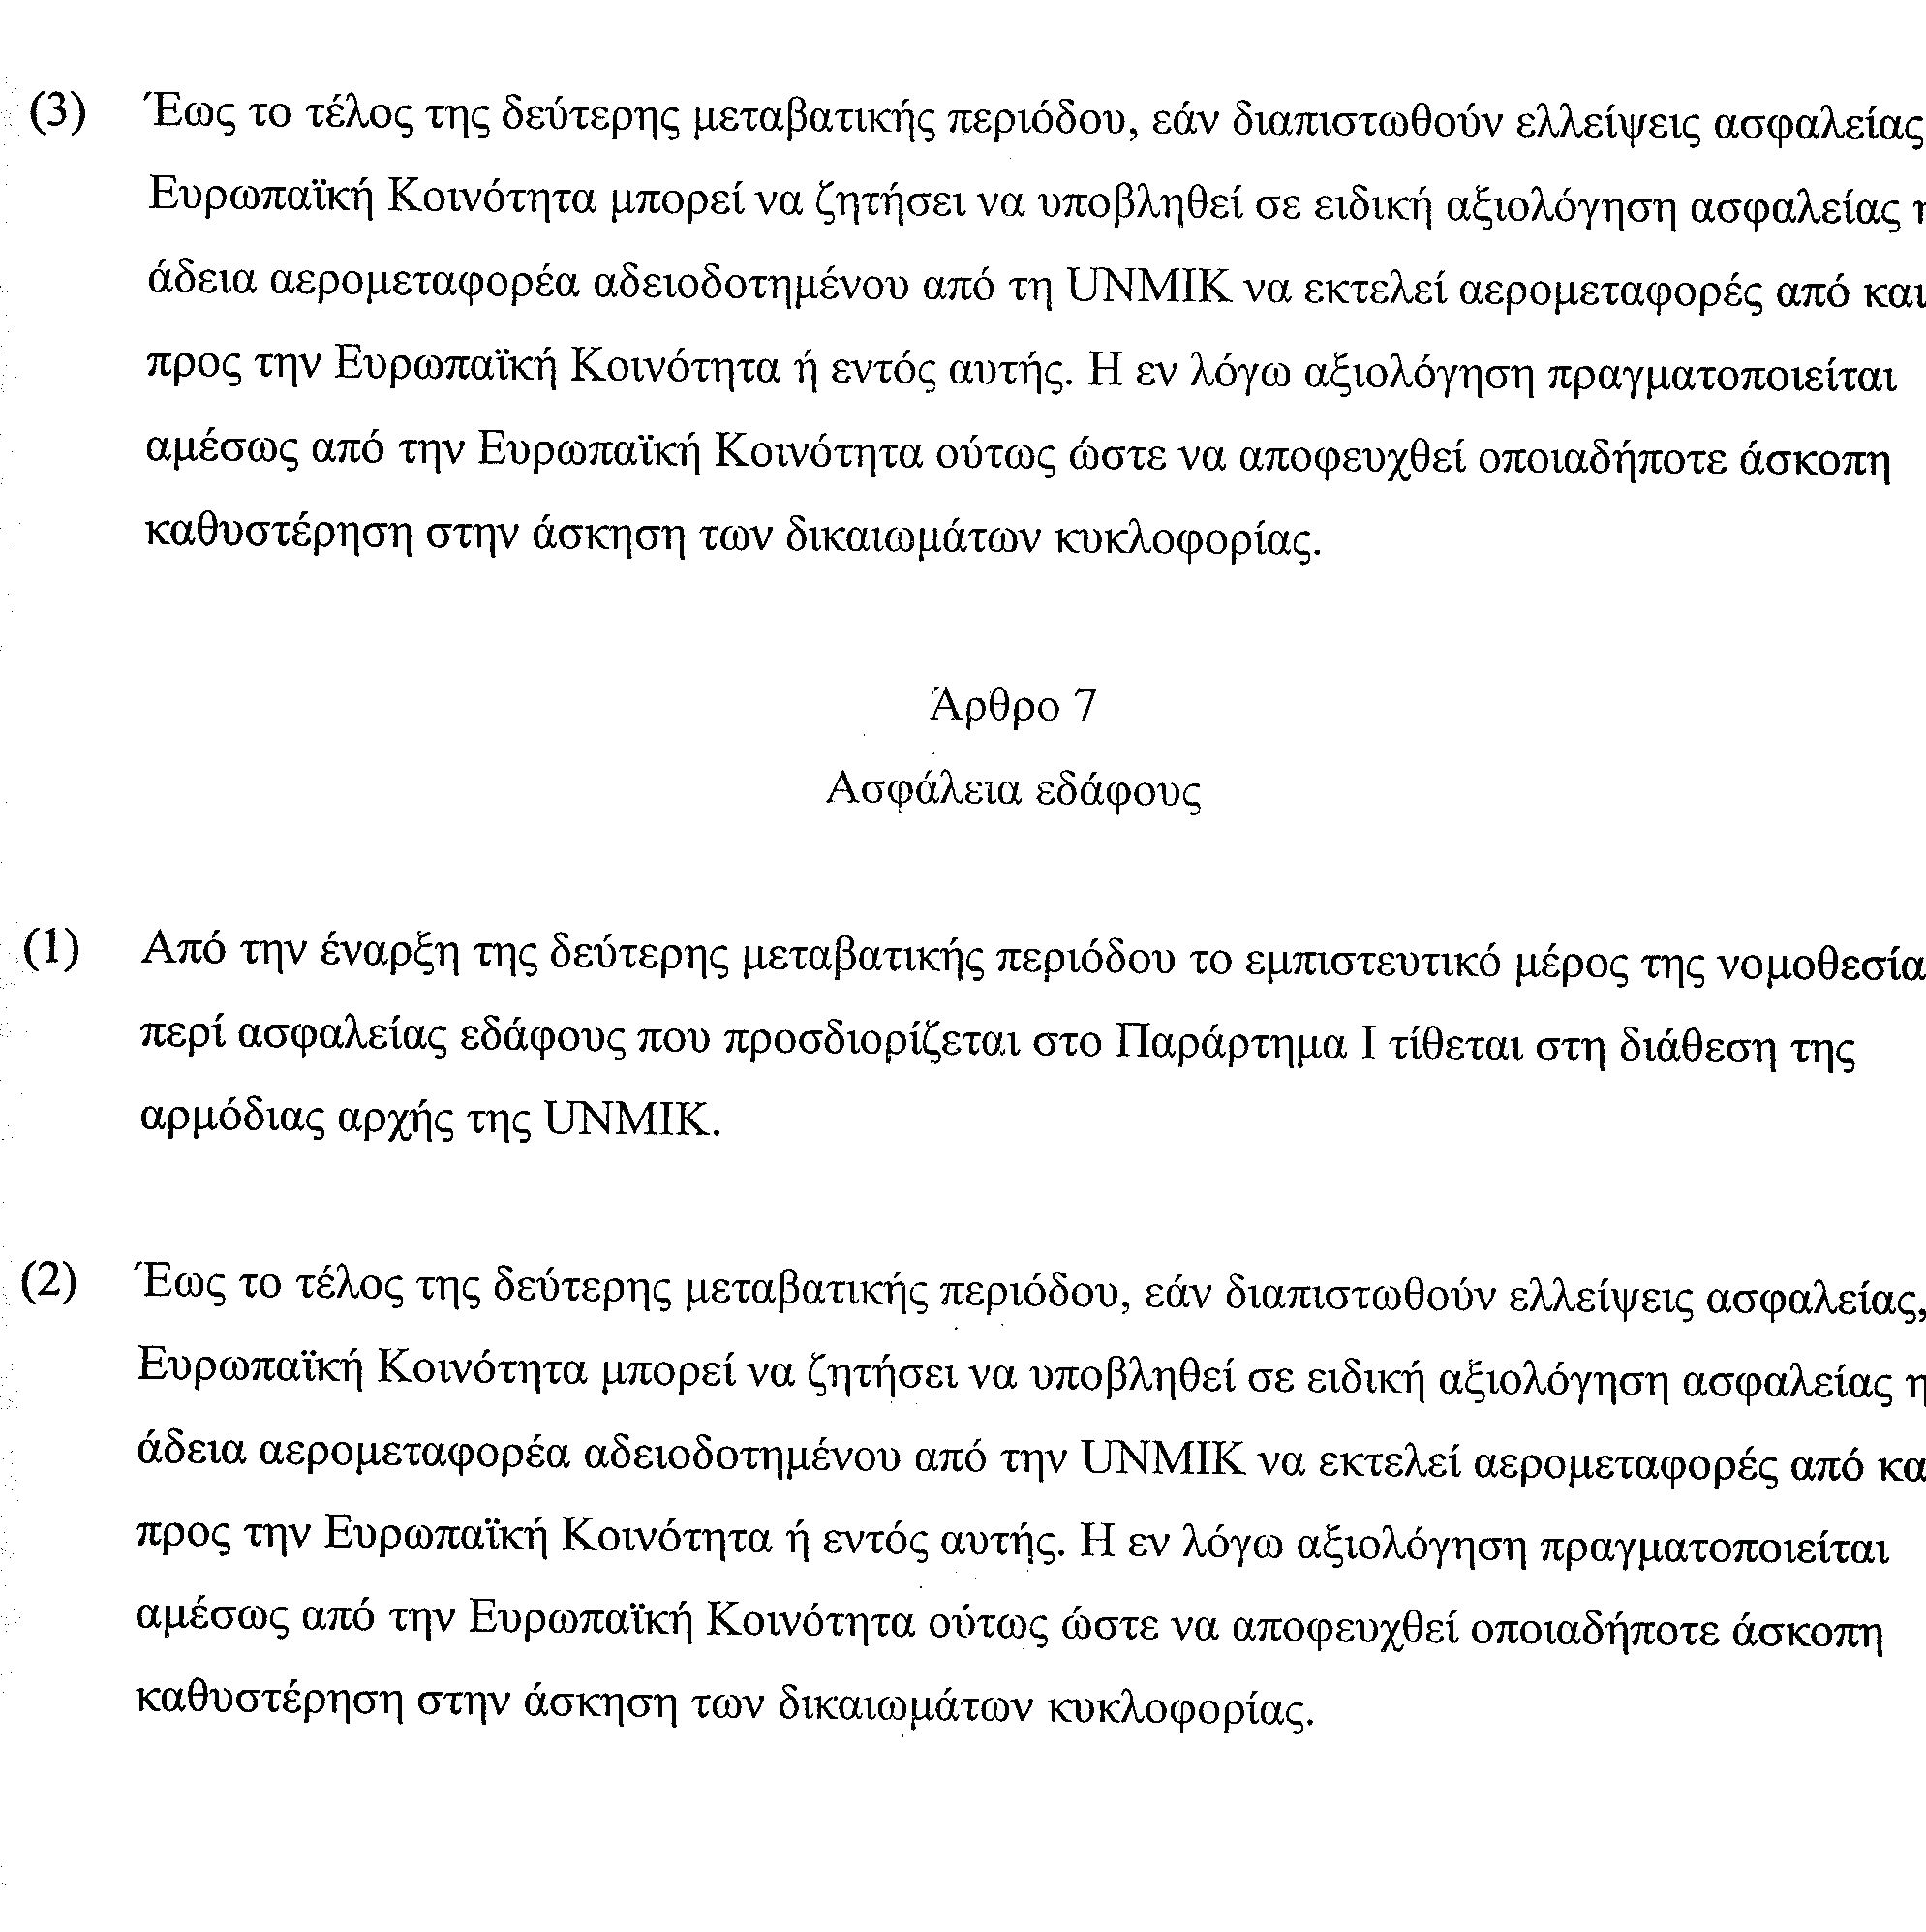 (3) Έως το τέλος της δεύτερης μεταβατικής περιόδου, εάν διαπιστωθούν ελλείψεις ασφαλείας
Ευρωπαϊκή Κοινότητα μπορεί να ζητήσει να υποβληθεί σε ειδική αξιολόγηση ασφαλείας
άδεια αερομεταφορέα αδειοδοτημένου από τη UNMIK να εκτελεί αερομεταφορές από και
προς την Ευρωπαϊκή Κοινότητα ή εντός αυτής. Η εν λόγω αξιολόγηση πραγματοποιείται
αμέσως από την Ευρωπαϊκή Κοινότητα ούτως ώστε να αποφευχθεί οποιαδήποτε άσκοπη
καθυστέρηση στην άσκηση των δικαιωμάτων κυκλοφορίας.
Άρθρο 7
Ασφάλεια εδάφους
(1) Από την έναρξη της δεύτερης μεταβατικής περιόδου το εμπιστευτικό μέρος της νομοθεσία
περί ασφαλείας εδάφους που προσδιορίζεται στο Παράρτημα Ι τίθεται στη διάθεση της
αρμόδιας αρχής της UNMIK.
(2) Έως το τέλος της δεύτερης μεταβατικής περιόδου, εάν διαπιστωθούν ελλείψεις ασφαλείας,
Ευρωπαϊκή Κοινότητα μπορεί να ζητήσει να υποβληθεί σε ειδική αξιολόγηση ασφαλείας η
άδεια αερομεταφορέα αδειοδοτημένου από την UNMIK να εκτελεί αερομεταφορές από κα
προς την Ευρωπαϊκή Κοινότητα ή εντός αυτής. Η εν λόγω αξιολόγηση πραγματοποιείται
αμέσως από την Ευρωπαϊκή Κοινότητα ούτως ώστε να αποφευχθεί οποιαδήποτε άσκοπη
καθυστέρηση στην άσκηση των δικαιωμάτων κυκλοφορίας.